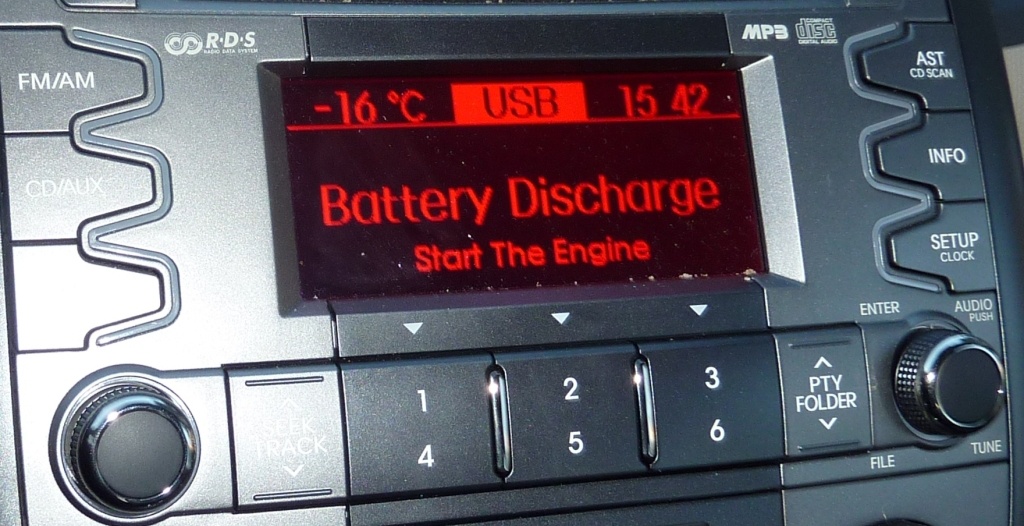 R·D·S
RADIO DATA SYSTEM
MP3
COMPACT
disc
DIGITAL AUDIO
FM/AM
-16 °C USB 15 42
AST
CD SCAN
CD/AUX
Battery Discharge
Start The Engine
INFO
SETUP
CLOCK
ENTER
AUDIO
PUSH
SEEK
TRACK
1
2
3
4
5
6
PTY
FOLDER
FILE
TUNE